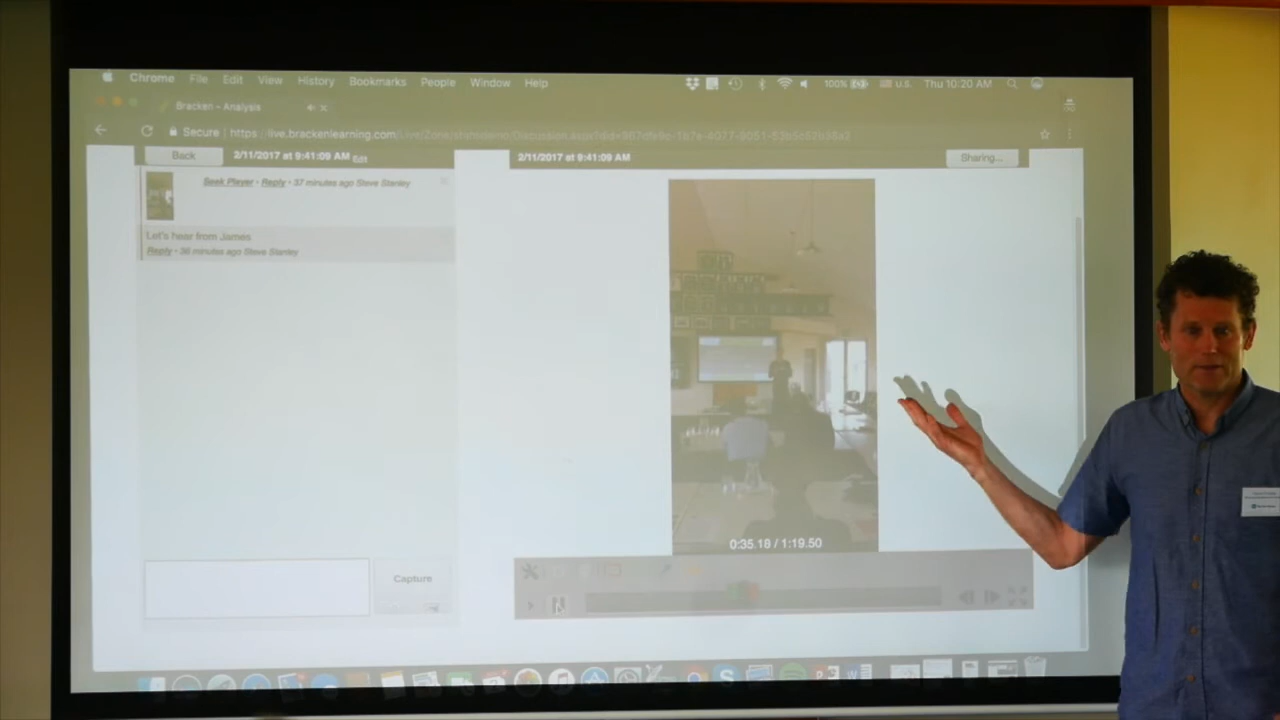 Chrome File Edit View History Bookmarks People Window Help 100% U.S. Thu 10:20 AM
Bracken - Analysis
Secure https://live.brackenlearning.com/Live/Zone/
Back 2/11/2017 at 9:41:09 AM Edit
2/11/2017 at 9:41:09 AM Sharing...
Seek Player • Reply • 37 minutes ago Steve Stanley
Let's hear from James
Reply • 36 minutes ago Steve Stanley
0:35.18 / 1:19.50
Capture